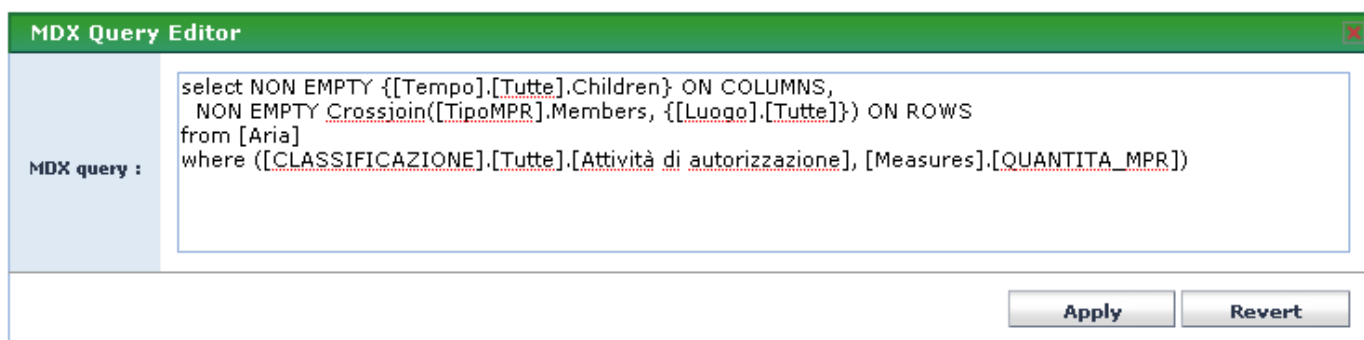 MDX Query Editor
MDX query :
select NON EMPTY {[Tempo].[Tutte].Children} ON COLUMNS,
NON EMPTY Crossjoin([TipoMPR].Members, {[Luogo].[Tutte]}) ON ROWS
from [Aria]
where ([CLASSIFICAZIONE].[Tutte].[Attività di autorizzazione], [Measures].[QUANTITA_MPR])
Apply Revert